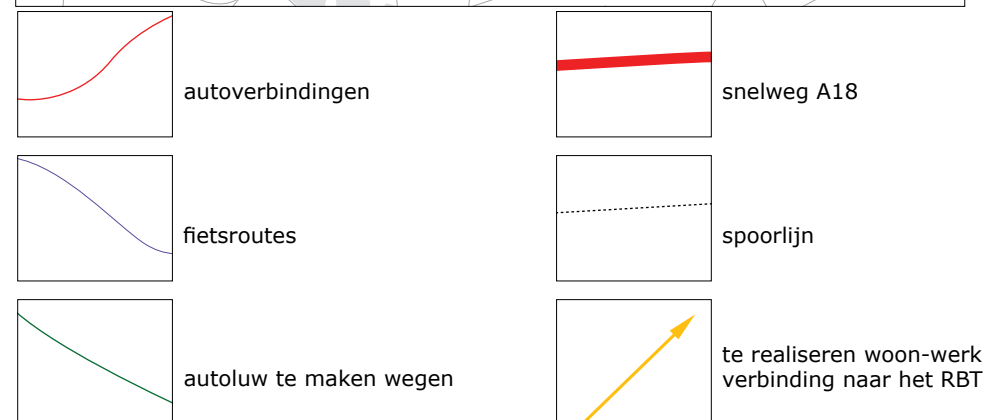 autoverbindingen
snelweg A18
fietsroutes
spoorlijn
autoluw te maken wegen
te realiseren woon-werk
verbinding naar het RBT